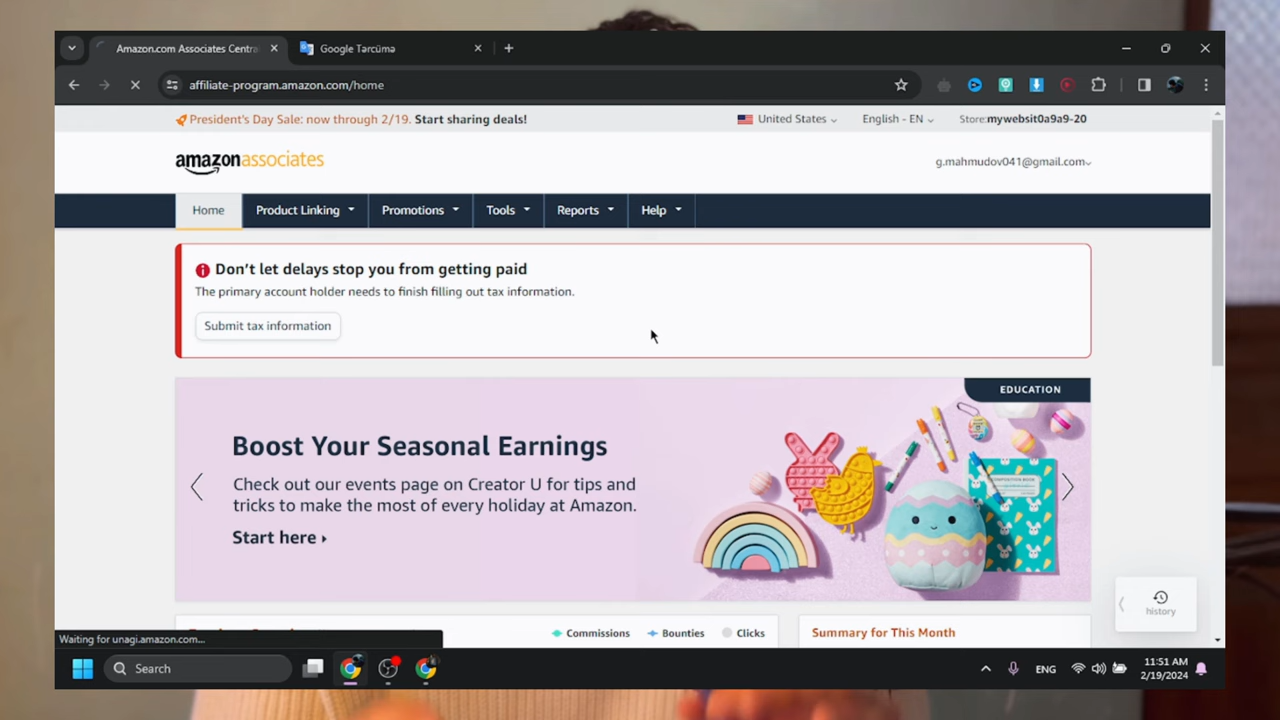 Amazon.com Associates Centra
Google Tərcümə
affiliate-program.amazon.com/home
President's Day Sale: now through 2/19. Start sharing deals!
United States
English - EN
Store:mywebsit0a9a9-20
amazonassociates
g.mahmudov041@gmail.com
Home
Product Linking
Promotions
Tools
Reports
Help
Don't let delays stop you from getting paid
The primary account holder needs to finish filling out tax information.
Submit tax information
EDUCATION
Boost Your Seasonal Earnings
Check out our events page on Creator U for tips and
tricks to make the most of every holiday at Amazon.
Start here
COMPOSITION BOOK
history
Waiting for unagi.amazon.com...
Commissions
Bounties
Clicks
Summary for This Month
Search
ENG
11:51 AM
2/19/2024